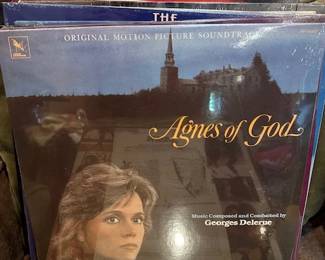 THE
ORIGINAL MOTION PICTURE SOUNDTRACK
Agnes of God
Music Composed and Conducted by
Georges Delerue